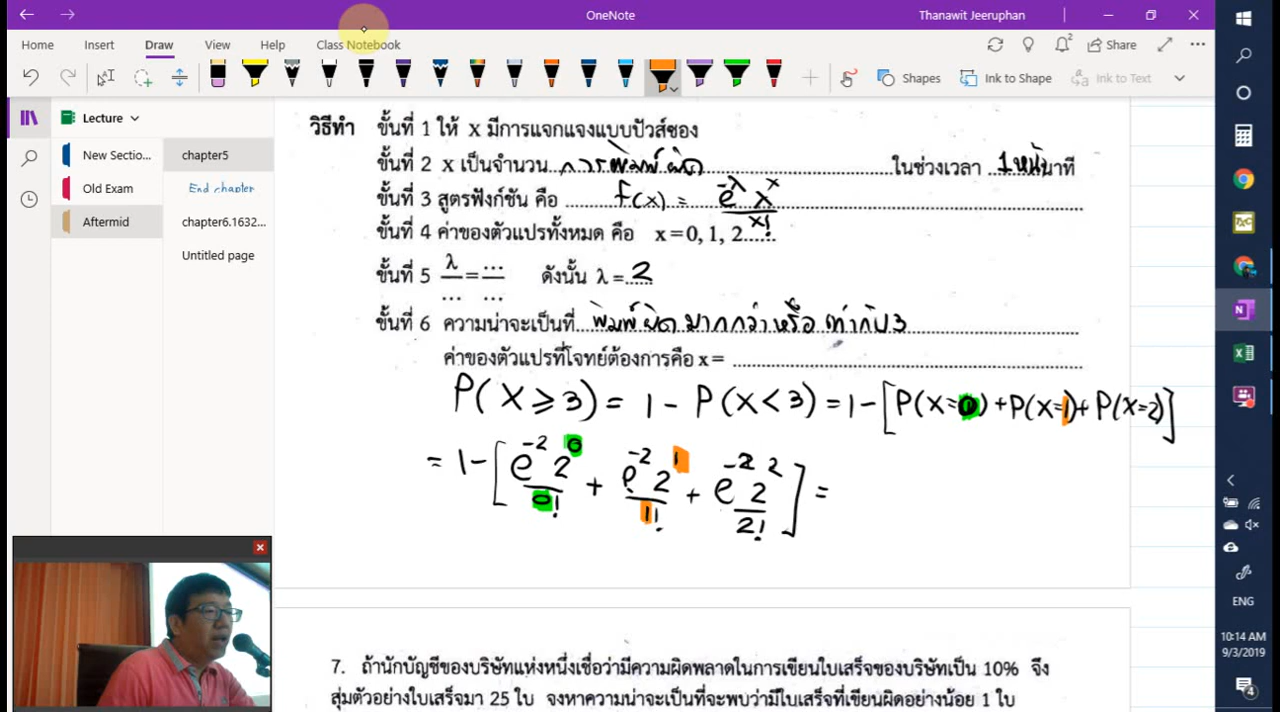 OneNote
Thanawit Jeeruphan
Home Insert Draw View Help Class Notebook
Share
Shapes Ink to Shape Ink to Text
Lecture
New Sectio...
Old Exam
Aftermid
chapter5
End chapter
chapter6.1632...
Untitled page
วิธีทำ ขั้นที่ 1 ให้ x มีการแจกแจงแบบปัวส์ซอง
ขั้นที่ 2 x เป็นจำนวน...การพิมพ์ผิด...ในช่วงเวลา 1 หน้านาที
ขั้นที่ 3 สูตรฟังก์ชัน คือ ... f(x) = e^-λ λ^x / x!
ขั้นที่ 4 ค่าของตัวแปรทั้งหมด คือ x = 0, 1, 2......
ขั้นที่ 5 λ/... = .../... ดังนั้น λ = 2
ขั้นที่ 6 ความน่าจะเป็นที่...พิมพ์ผิดมากกว่าหรือเท่ากับ 3
ค่าของตัวแปรที่โจทย์ต้องการคือ x = ...
P(X ≥ 3) = 1 - P(X < 3) = 1 - [P(X=0) + P(X=1) + P(X=2)]
= 1 - [e^-2 2^0 / 0! + e^-2 2^1 / 1! + e^-2 2^2 / 2!] =
7. ถ้านักบัญชีของบริษัทแห่งหนึ่งเชื่อว่ามีความผิดพลาดในการเขียนใบเสร็จของบริษัทเป็น 10% จึง
สุ่มตัวอย่างใบเสร็จมา 25 ใบ จงหาความน่าจะเป็นที่จะพบว่ามีใบเสร็จที่เขียนผิดอย่างน้อย 1 ใบ
ENG
10:14 AM
9/3/2019
4